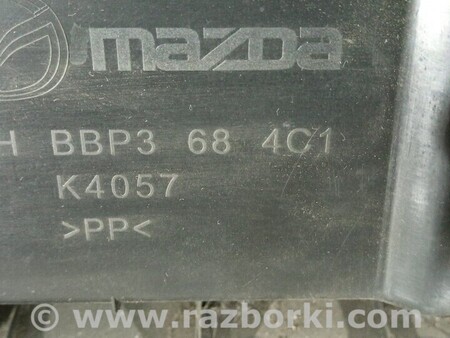 mazda
H BBP3 68 4C1
K4057
>PP<
© www.razborki.com